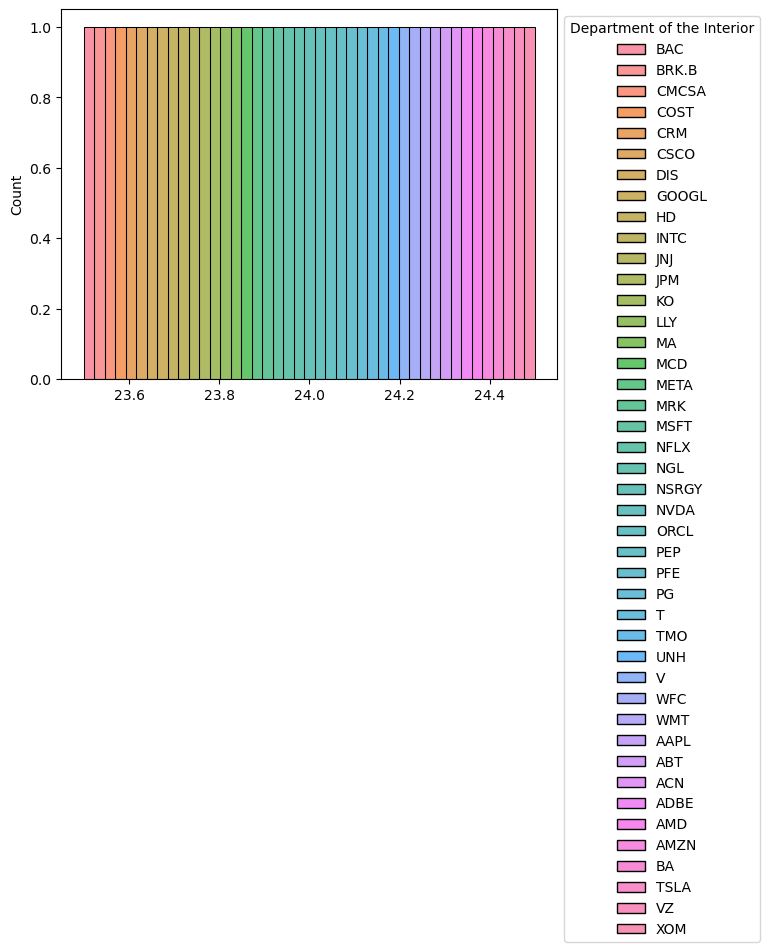 1.0
0.8
0.6
0.4
0.2
0.0
Count
23.6 23.8 24.0 24.2 24.4
Department of the Interior
BAC
BRK.B
CMCSA
COST
CRM
CSCO
DIS
GOOGL
HD
INTC
JNJ
JPM
KO
LLY
MA
MCD
META
MRK
MSFT
NFLX
NGL
NSRGY
NVDA
ORCL
PEP
PFE
PG
T
TMO
UNH
V
WFC
WMT
AAPL
ABT
ACN
ADBE
AMD
AMZN
BA
TSLA
VZ
XOM